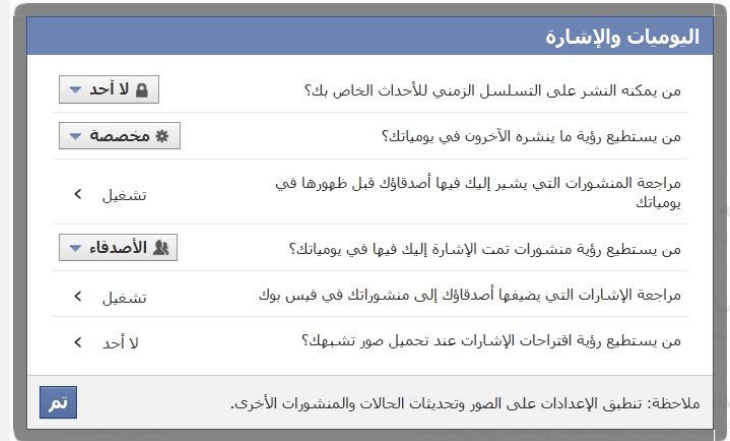 اليوميات والإشارة
من يمكنه النشر على التسلسل الزمني للأحداث الخاص بك؟
لا أحد
من يستطيع رؤية ما ينشره الآخرون في يومياتك؟
مخصصة
مراجعة المنشورات التي يشير إليك فيها أصدقاؤك قبل ظهورها في
يومياتك
تشغيل
من يستطيع رؤية منشورات تمت الإشارة إليك فيها في يومياتك؟
الأصدقاء
مراجعة الإشارات التي يضيفها أصدقاؤك إلى منشوراتك في فيس بوك
تشغيل
من يستطيع رؤية اقتراحات الإشارات عند تحميل صور تشبهك؟
لا أحد
ملاحظة: تنطبق الإعدادات على الصور وتحديثات الحالات والمنشورات الأخرى.
تم